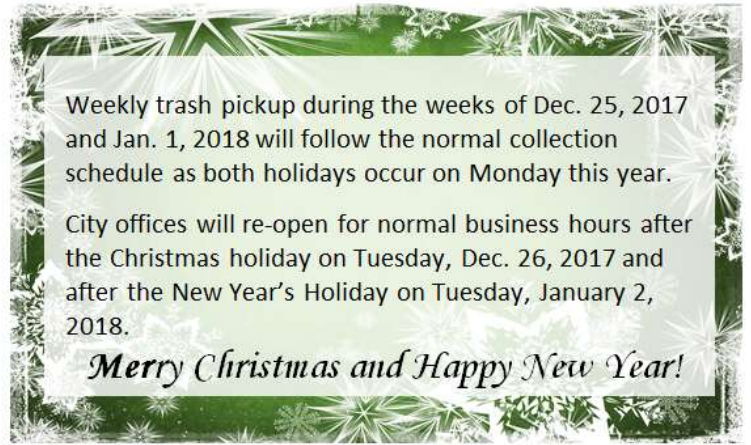 Weekly trash pickup during the weeks of Dec. 25, 2017
and Jan. 1, 2018 will follow the normal collection
schedule as both holidays occur on Monday this year.
City offices will re-open for normal business hours after
the Christmas holiday on Tuesday, Dec. 26, 2017 and
after the New Year’s Holiday on Tuesday, January 2,
2018.
Merry Christmas and Happy New Year!